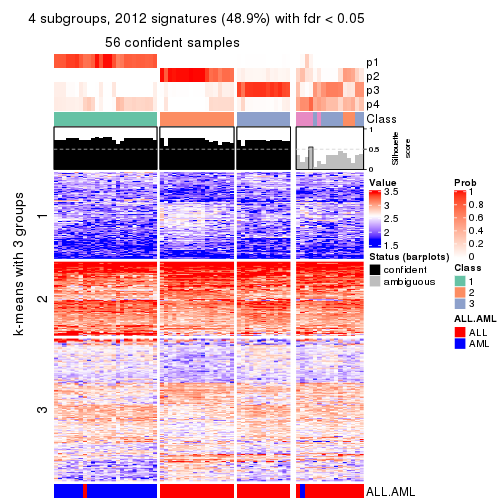 4 subgroups, 2012 signatures (48.9%) with fdr < 0.05
56 confident samples
p1
p2
p3
p4
Class
1
0.5
0
Silhouette
score
k-means with 3 groups
1
2
3
ALL.AML
Value
3.5
3
2.5
2
1.5
Status (barplots)
confident
ambiguous
Prob
1
0.8
0.6
0.4
0.2
0
Class
1
2
3
ALL.AML
ALL
AML